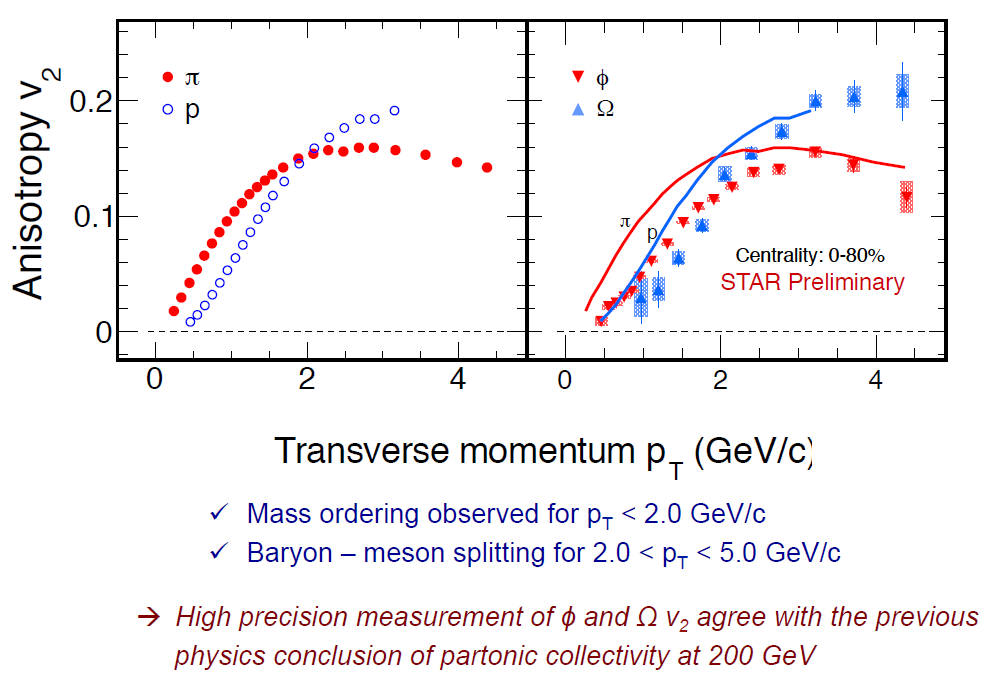 Anisotropy v2
0.2
0.1
0
π
p
ϕ
Ω
π
p
Centrality: 0-80%
STAR Preliminary
0 2 4
0 2 4
Transverse momentum pT (GeV/c)
✓ Mass ordering observed for pT < 2.0 GeV/c
✓ Baryon – meson splitting for 2.0 < pT < 5.0 GeV/c
→ High precision measurement of ϕ and Ω v2 agree with the previous
physics conclusion of partonic collectivity at 200 GeV